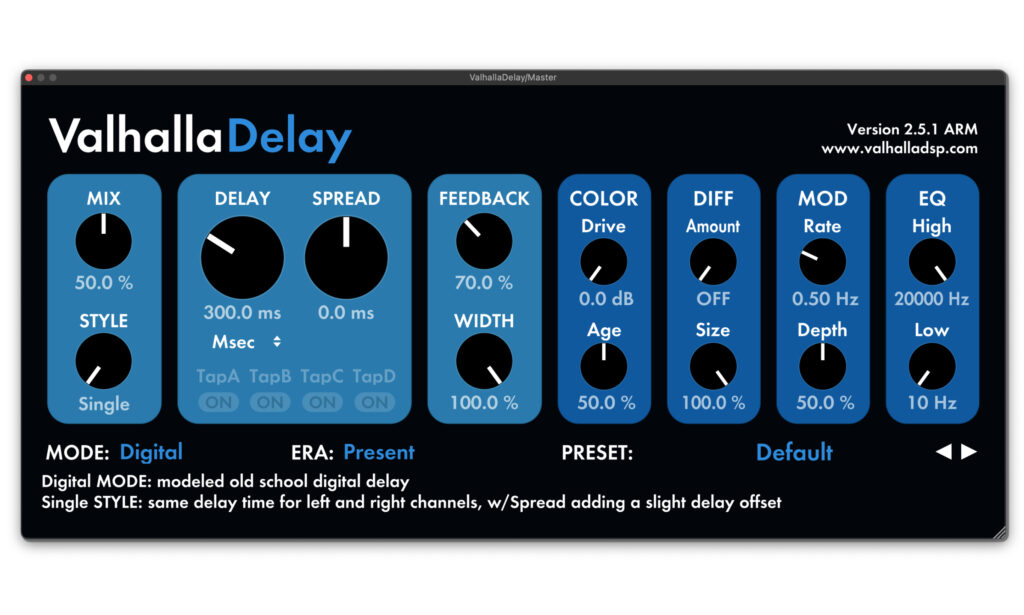 ValhallaDelay/Master
ValhallaDelay
Version 2.5.1 ARM
www.valhalladsp.com
MIX
50.0 %
STYLE
Single
DELAY SPREAD
300.0 ms 0.0 ms
Msec
TapA TapB TapC TapD
ON ON ON ON
FEEDBACK
70.0 %
WIDTH
100.0 %
COLOR
Drive
0.0 dB
Age
50.0 %
DIFF
Amount
OFF
Size
100.0 %
MOD
Rate
0.50 Hz
Depth
50.0 %
EQ
High
20000 Hz
Low
10 Hz
MODE: Digital ERA: Present PRESET: Default
Digital MODE: modeled old school digital delay
Single STYLE: same delay time for left and right channels, w/Spread adding a slight delay offset